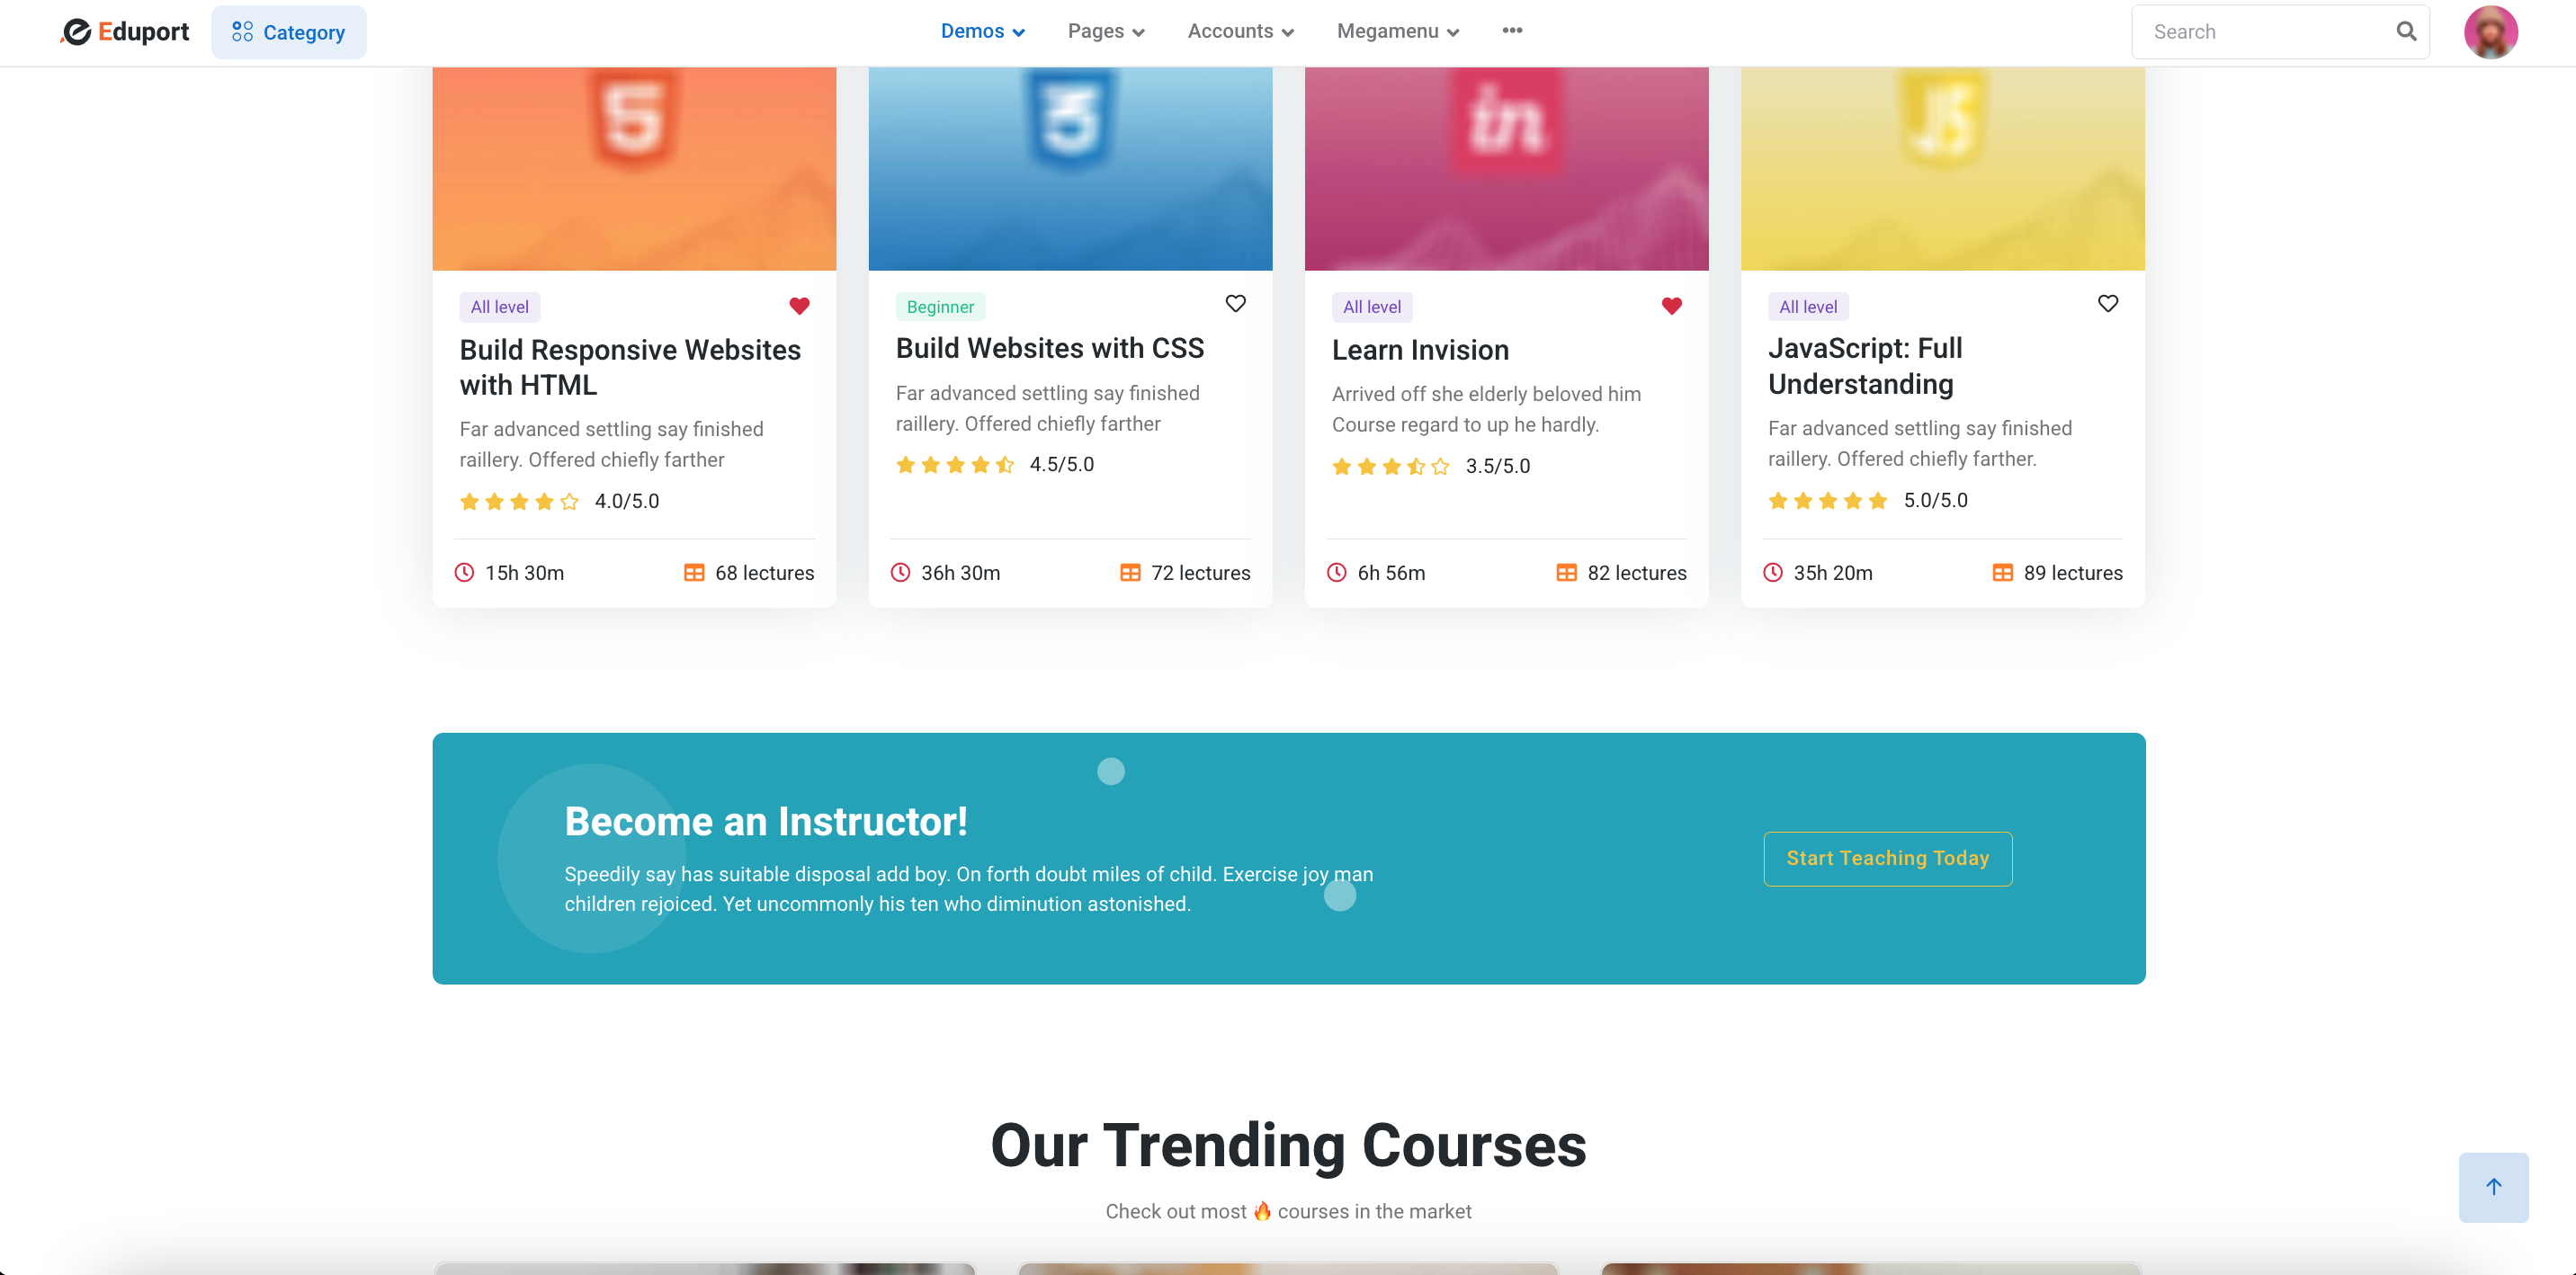 Eduport
Category
Demos
Pages
Accounts
Megamenu
Search
5
3
in
JS
All level
Build Responsive Websites
with HTML
Far advanced settling say finished
raillery. Offered chiefly farther
4.0/5.0
15h 30m
68 lectures
Beginner
Build Websites with CSS
Far advanced settling say finished
raillery. Offered chiefly farther
4.5/5.0
36h 30m
72 lectures
All level
Learn Invision
Arrived off she elderly beloved him
Course regard to up he hardly.
3.5/5.0
6h 56m
82 lectures
All level
JavaScript: Full
Understanding
Far advanced settling say finished
raillery. Offered chiefly farther.
5.0/5.0
35h 20m
89 lectures
Become an Instructor!
Speedily say has suitable disposal add boy. On forth doubt miles of child. Exercise joy man
children rejoiced. Yet uncommonly his ten who diminution astonished.
Start Teaching Today
Our Trending Courses
Check out most 🔥 courses in the market